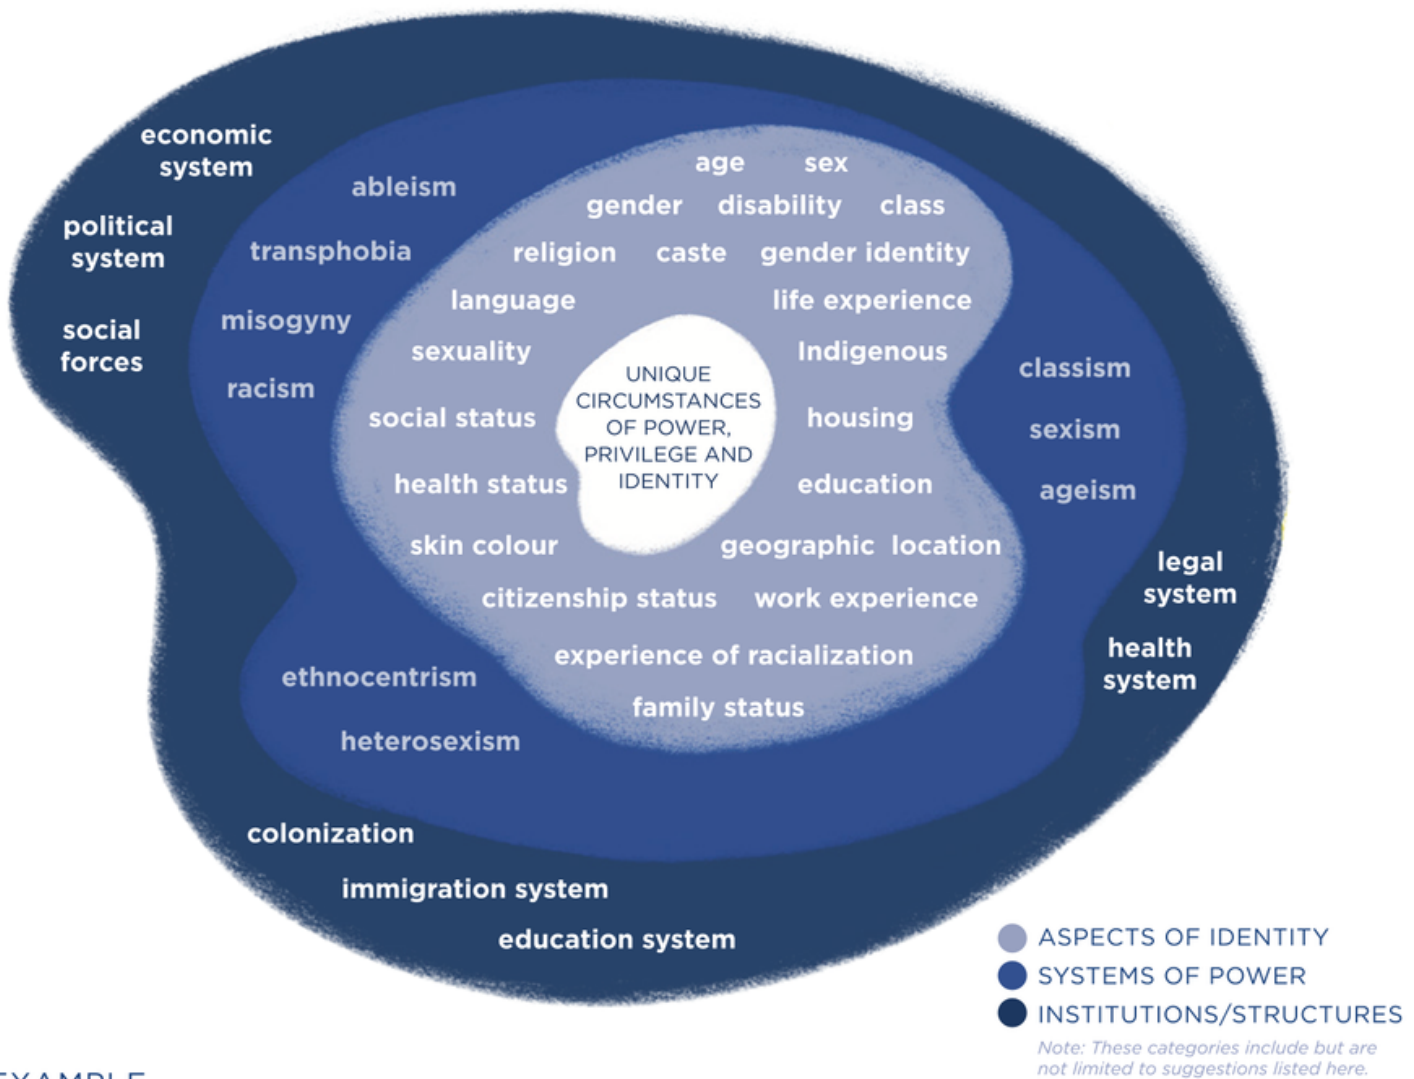 economic
system
political
system
social
forces
ableism
transphobia
misogyny
racism
age sex
gender disability class
religion caste gender identity
language life experience
sexuality Indigenous
social status housing
health status education
skin colour geographic location
citizenship status work experience
experience of racialization
family status
UNIQUE
CIRCUMSTANCES
OF POWER,
PRIVILEGE AND
IDENTITY
classism
sexism
ageism
legal
system
health
system
ethnocentrism
heterosexism
colonization
immigration system
education system
ASPECTS OF IDENTITY
SYSTEMS OF POWER
INSTITUTIONS/STRUCTURES
Note: These categories include but are
not limited to suggestions listed here.